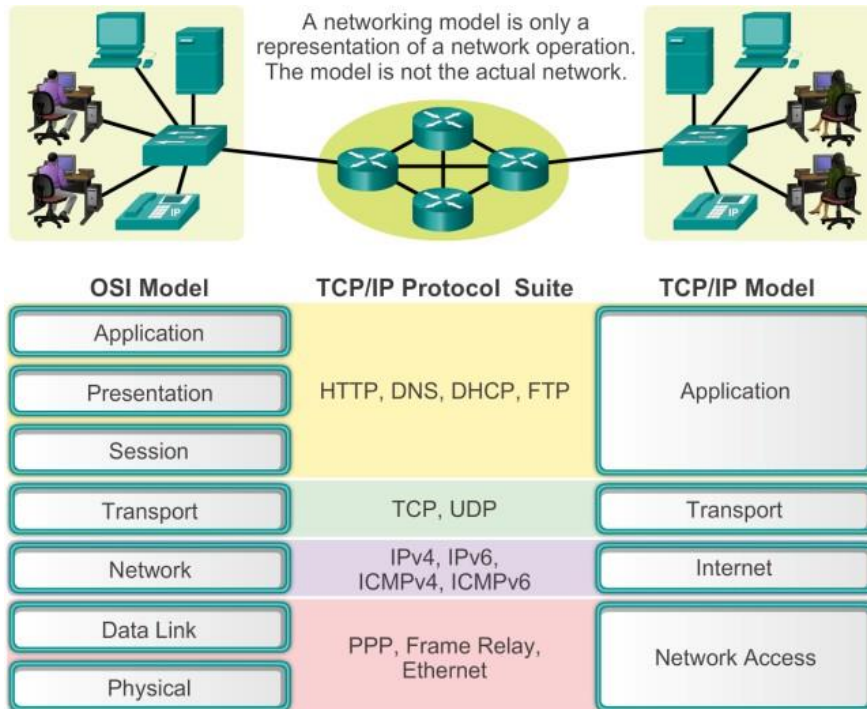 A networking model is only a
representation of a network operation.
The model is not the actual network.
IP
IP
OSI Model
TCP/IP Protocol Suite
TCP/IP Model
Application
Presentation
Session
HTTP, DNS, DHCP, FTP
Application
Transport
TCP, UDP
Transport
Network
IPv4, IPv6,
ICMPv4, ICMPv6
Internet
Data Link
Physical
PPP, Frame Relay,
Ethernet
Network Access